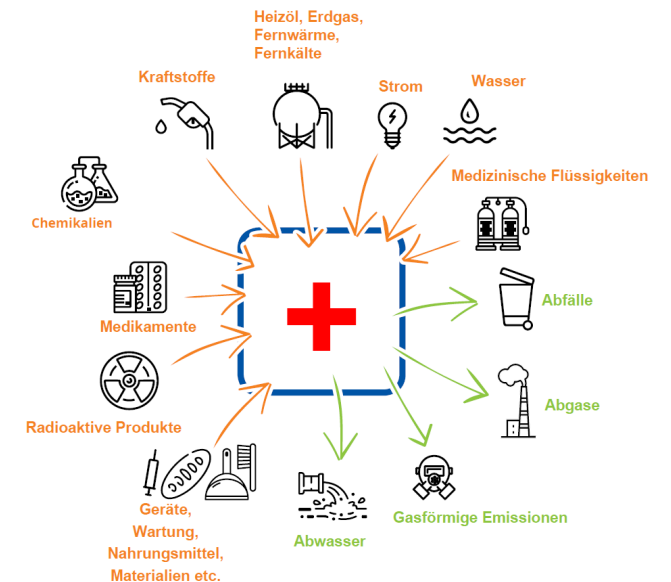 Heizöl, Erdgas,
Fernwärme,
Fernkälte
Kraftstoffe
Strom
Wasser
Medizinische Flüssigkeiten
Chemikalien
Abfälle
Medikamente
Abgase
Radioaktive Produkte
Geräte,
Wartung,
Nahrungsmittel,
Materialien etc.
Abwasser
Gasförmige Emissionen